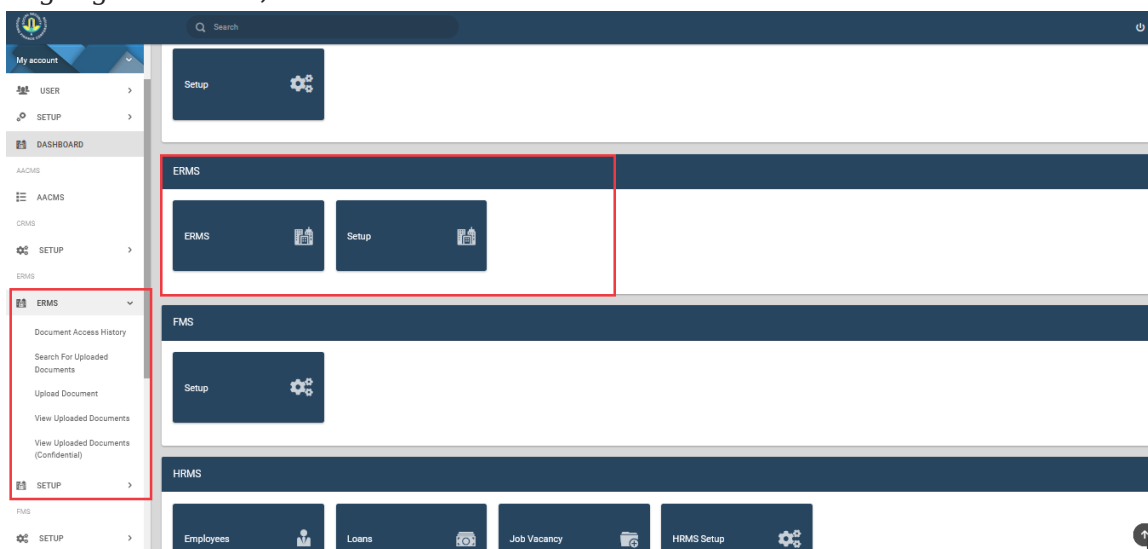 Search
My account
USER
SETUP
DASHBOARD
AACMS
AACMS
CRMS
SETUP
ERMS
ERMS
Document Access History
Search For Uploaded
Documents
Upload Document
View Uploaded Documents
View Uploaded Documents
(Confidential)
SETUP
FMS
SETUP
Setup
ERMS
ERMS
Setup
FMS
Setup
HRMS
Employees
Loans
Job Vacancy
HRMS Setup